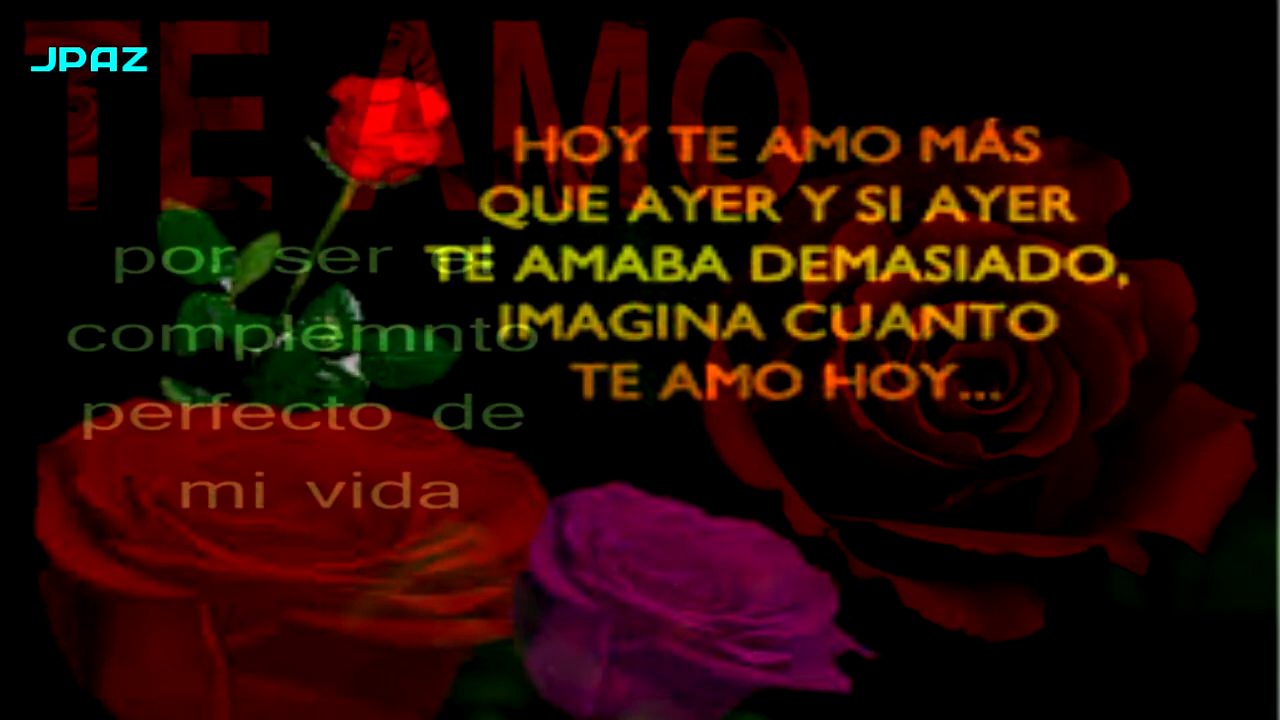 TE AMO
JPAZ
HOY TE AMO MÁS
QUE AYER Y SI AYER
TE AMABA DEMASIADO,
IMAGINA CUANTO
TE AMO HOY...
por ser el
complemnto
perfecto de
mi vida